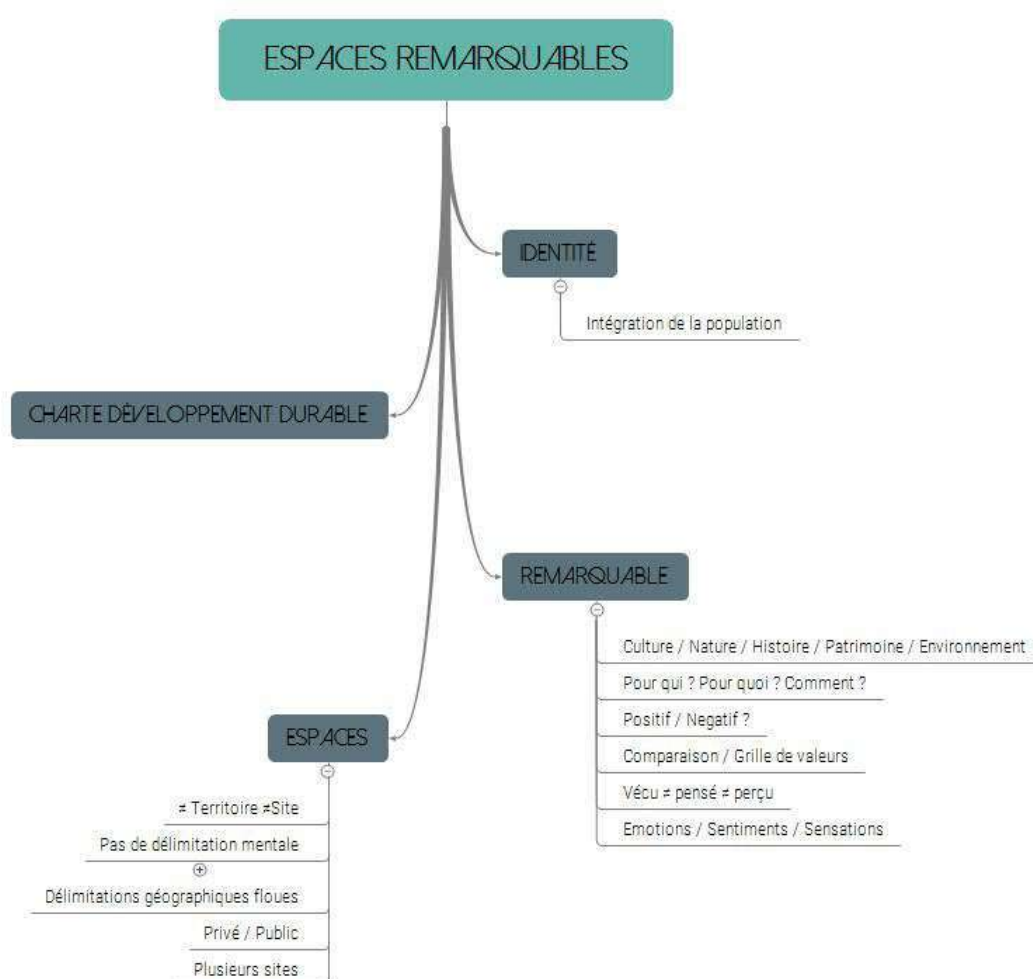 ESPACES REMARQUABLES
IDENTITÉ
Intégration de la population
CHARTE DÉVELOPPEMENT DURABLE
REMARQUABLE
Culture / Nature / Histoire / Patrimoine / Environnement
Pour qui ? Pour quoi ? Comment ?
Positif / Negatif ?
Comparaison / Grille de valeurs
Vécu ≠ pensé ≠ perçu
Emotions / Sentiments / Sensations
ESPACES
≠ Territoire ≠Site
Pas de délimitation mentale
Délimitations géographiques floues
Privé / Public
Plusieurs sites